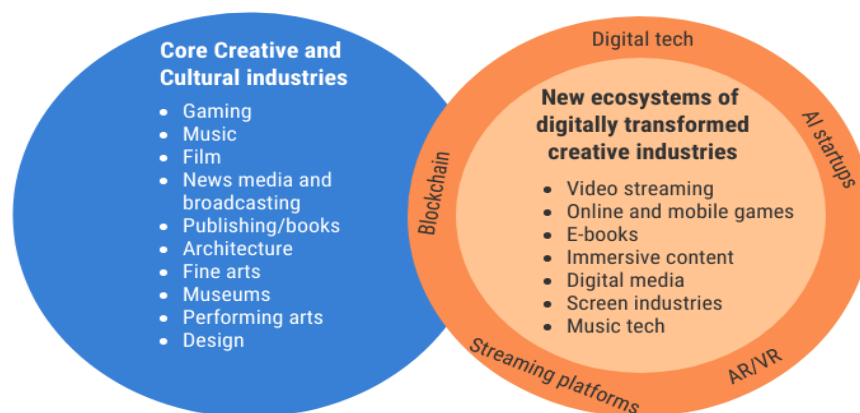 Core Creative and
Cultural industries
• Gaming
• Music
• Film
• News media and
broadcasting
• Publishing/books
• Architecture
• Fine arts
• Museums
• Performing arts
• Design
Digital tech
AI startups
Blockchain
Streaming platforms
AR/VR
New ecosystems of
digitally transformed
creative industries
• Video streaming
• Online and mobile games
• E-books
• Immersive content
• Digital media
• Screen industries
• Music tech